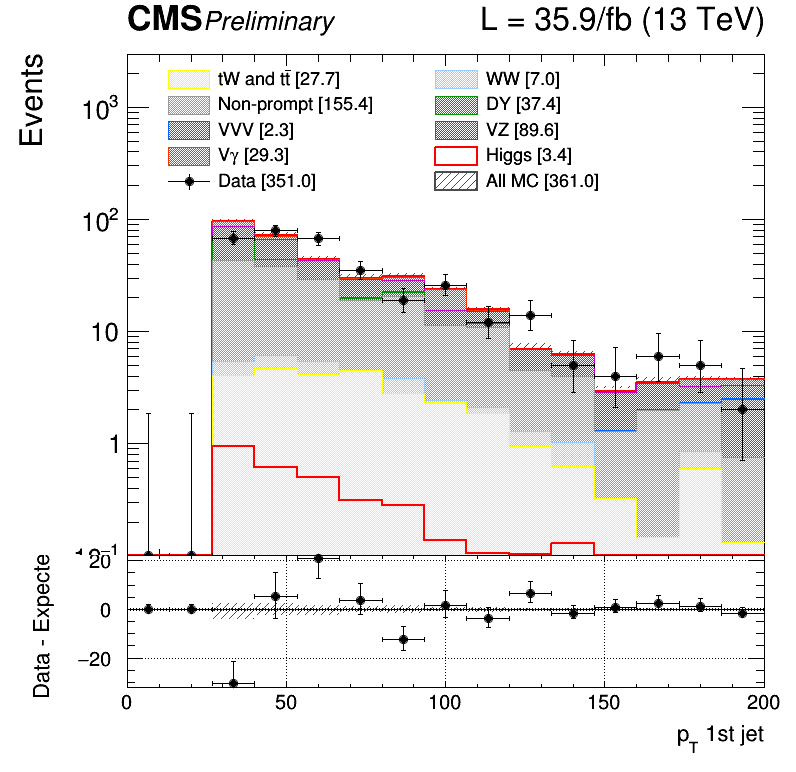 CMS Preliminary L = 35.9/fb (13 TeV)
Events
tW and tt̄ [27.7] WW [7.0]
Non-prompt [155.4] DY [37.4]
VVV [2.3] VZ [89.6]
Vγ [29.3] Higgs [3.4]
Data [351.0] All MC [361.0]
10³
10²
10
1
Data - Expecte
20
0
−20
0 50 100 150 200
p_T 1st jet